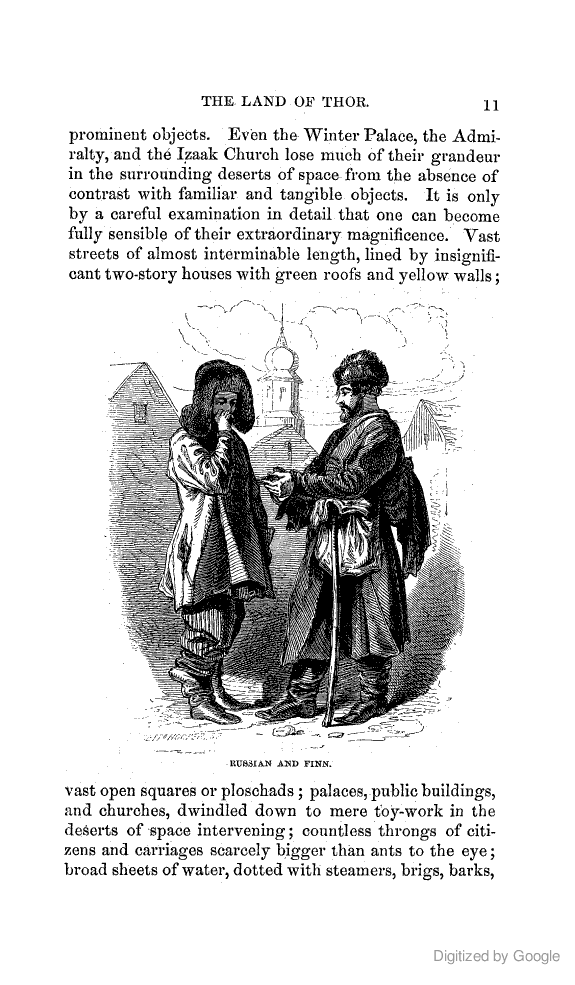 THE LAND OF THOR.
11
prominent objects. Even the Winter Palace, the Admi-
ralty, and the Izaak Church lose much of their grandeur
in the surrounding deserts of space from the absence of
contrast with familiar and tangible objects. It is only
by a careful examination in detail that one can become
fully sensible of their extraordinary magnificence. Vast
streets of almost interminable length, lined by insignifi-
cant two-story houses with green roofs and yellow walls;
RUSSIAN AND FINN.
vast open squares or ploschads; palaces, public buildings,
and churches, dwindled down to mere toy-work in the
deserts of space intervening; countless throngs of citi-
zens and carriages scarcely bigger than ants to the eye;
broad sheets of water, dotted with steamers, brigs, barks,
Digitized by Google